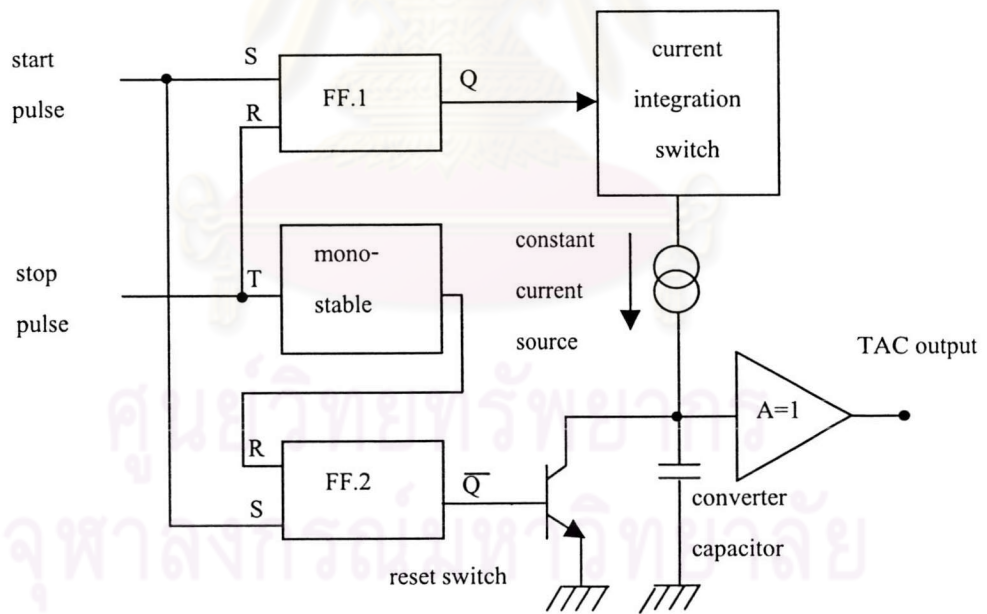 start
pulse
S
R
FF.1
Q
current
integration
switch
stop
pulse
T
mono-
stable
constant
current
source
TAC output
A=1
R
S
FF.2
Q̅
reset switch
converter
capacitor
ศูนย์วิทยทรัพยากร
จุฬาลงกรณ์มหาวิทยาลัย